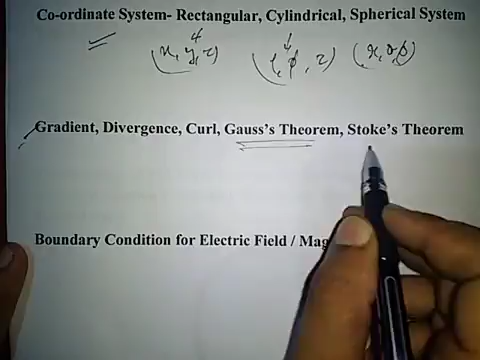 Co-ordinate System- Rectangular, Cylindrical, Spherical System
(x, y, z)
Gradient, Divergence, Curl, Gauss's Theorem, Stoke's Theorem
Boundary Condition for Electric Field /